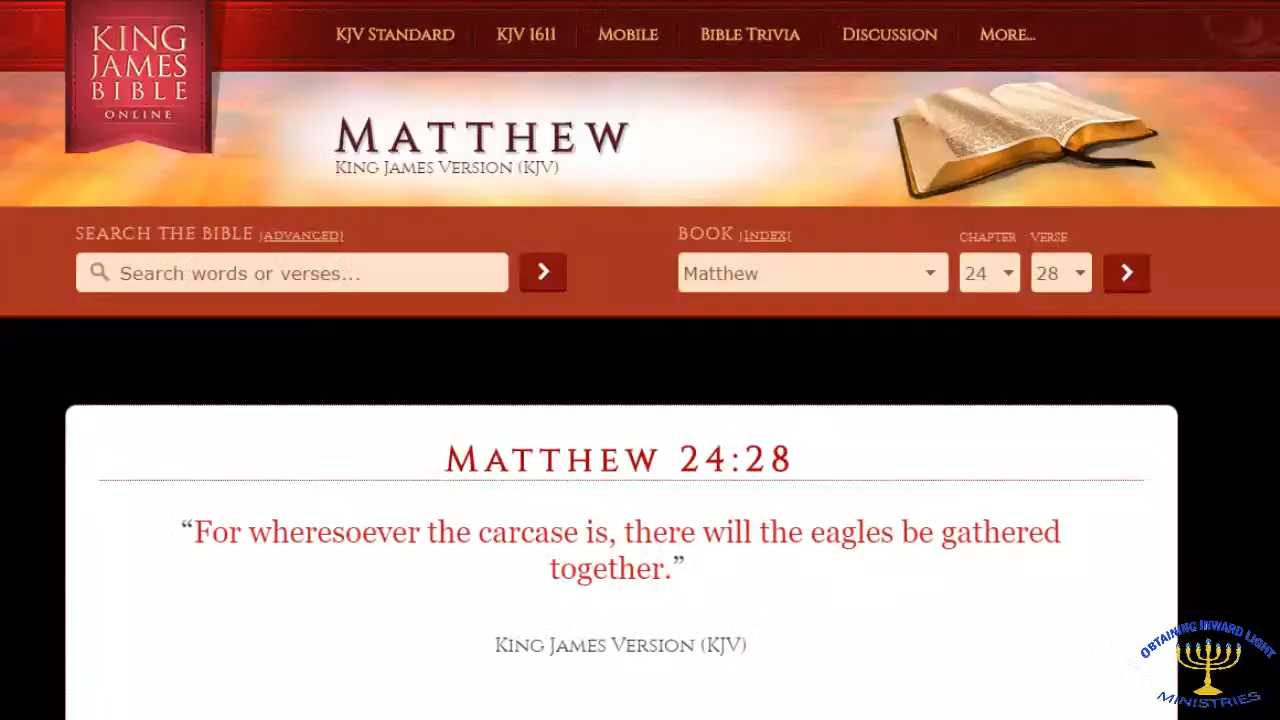 KING
JAMES
BIBLE
ONLINE
KJV STANDARD KJV 1611 MOBILE BIBLE TRIVIA DISCUSSION MORE...
MATTHEW
KING JAMES VERSION (KJV)
SEARCH THE BIBLE (ADVANCED)
Search words or verses...
BOOK (INDEX) CHAPTER VERSE
Matthew 24 28
MATTHEW 24:28
“For wheresoever the carcase is, there will the eagles be gathered
together.”
KING JAMES VERSION (KJV)
OBTAINING INWARD LIGHT
MINISTRIES